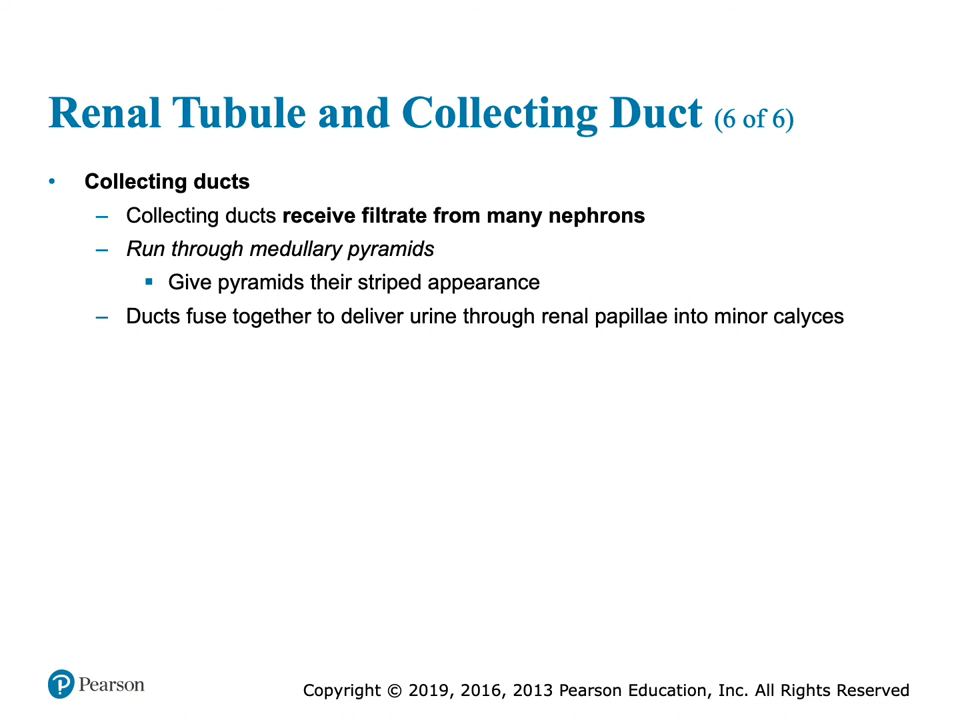 Renal Tubule and Collecting Duct (6 of 6)
• Collecting ducts
– Collecting ducts receive filtrate from many nephrons
– Run through medullary pyramids
▪ Give pyramids their striped appearance
– Ducts fuse together to deliver urine through renal papillae into minor calyces
P Pearson
Copyright © 2019, 2016, 2013 Pearson Education, Inc. All Rights Reserved